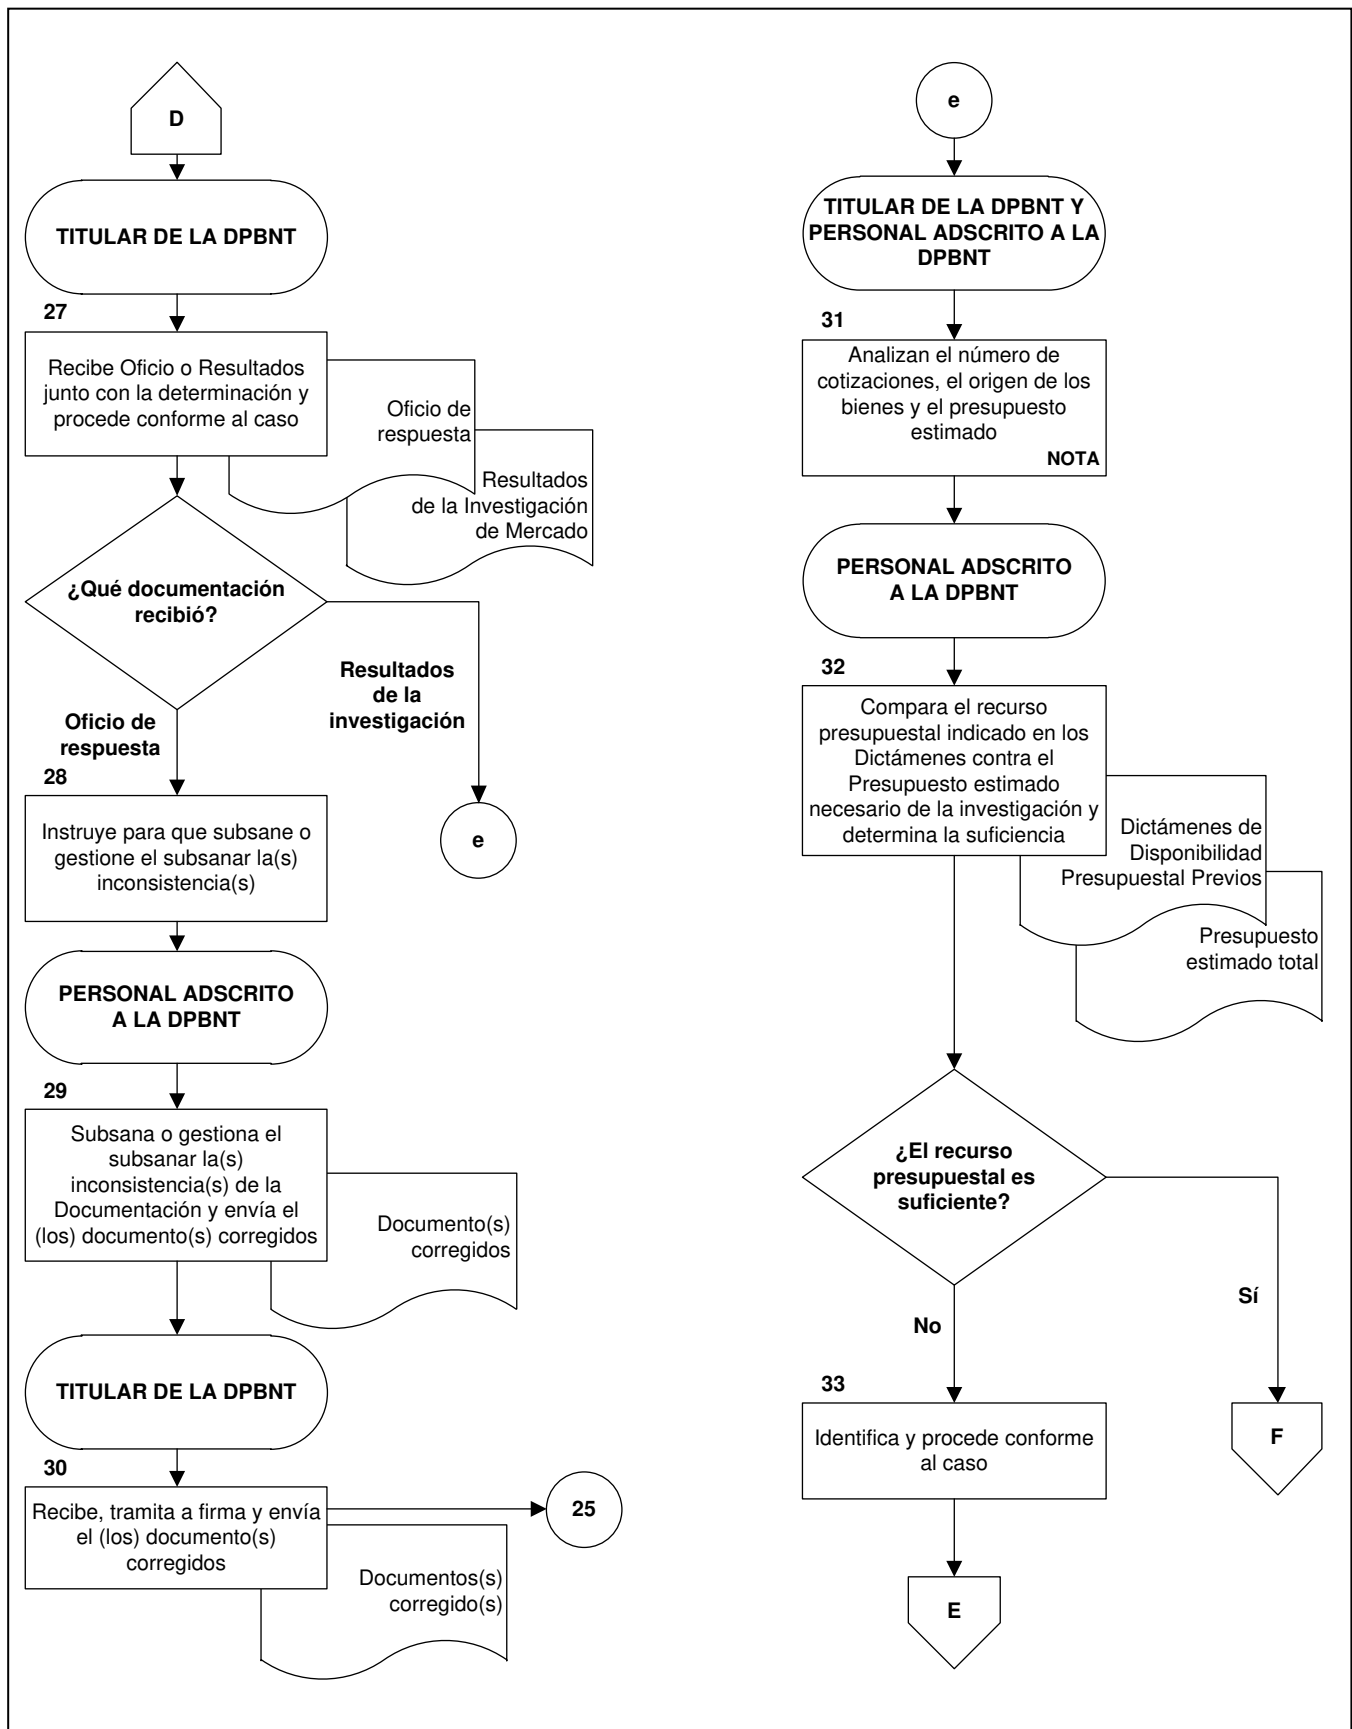 D
TITULAR DE LA DPBNT
27
Recibe Oficio o Resultados
junto con la determinación y
procede conforme al caso
Oficio de
respuesta
Resultados
de la Investigación
de Mercado
¿Qué documentación
recibió?
Resultados
de la
investigación
Oficio de
respuesta
e
28
Instruye para que subsane o
gestione el subsanar la(s)
inconsistencia(s)
PERSONAL ADSCRITO
A LA DPBNT
29
Subsana o gestiona el
subsanar la(s)
inconsistencia(s) de la
Documentación y envía el
(los) documento(s) corregidos
Documento(s)
corregidos
TITULAR DE LA DPBNT
30
Recibe, tramita a firma y envía
el (los) documento(s)
corregidos
25
Documentos(s)
corregido(s)
e
TITULAR DE LA DPBNT Y
PERSONAL ADSCRITO A LA
DPBNT
31
Analizan el número de
cotizaciones, el origen de los
bienes y el presupuesto
estimado
NOTA
PERSONAL ADSCRITO
A LA DPBNT
32
Compara el recurso
presupuestal indicado en los
Dictámenes contra el
Presupuesto estimado
necesario de la investigación y
determina la suficiencia
Dictámenes de
Disponibilidad
Presupuestal Previos
Presupuesto
estimado total
¿El recurso
presupuestal es
suficiente?
Sí
No
33
Identifica y procede conforme
al caso
F
E